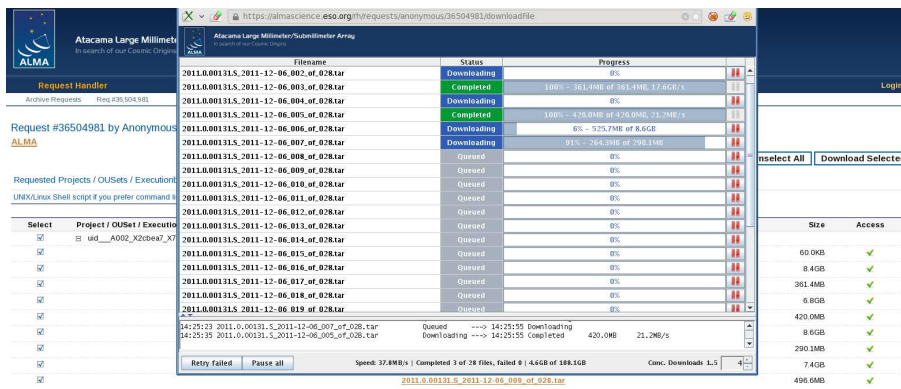 https://almascience.eso.org/rh/requests/anonymous/36504981/downloadFile
ALMA
Atacama Large Millimete
In search of our Cosmic Origins
ALMA
Atacama Large Millimeter/Submillimeter Array
In search of our Cosmic Origins
Request Handler
Login
Archive Requests Req #36,504,981
Request #36504981 by Anonymous
ALMA
nselect All Download Selected
Requested Projects / OUSets / Executionb
UNIX/Linux Shell script if you prefer command li
Filename Status Progress
2011.0.00131.S_2011-12-06_002_of_028.tar Downloading 0%
2011.0.00131.S_2011-12-06_003_of_028.tar Completed 100% - 361.4MB of 361.4MB, 17.6GB/s
2011.0.00131.S_2011-12-06_004_of_028.tar Downloading 0%
2011.0.00131.S_2011-12-06_005_of_028.tar Completed 100% - 420.0MB of 420.0MB, 21.2MB/s
2011.0.00131.S_2011-12-06_006_of_028.tar Downloading 6% - 525.7MB of 8.6GB
2011.0.00131.S_2011-12-06_007_of_028.tar Downloading 91% - 264.3MB of 290.1MB
2011.0.00131.S_2011-12-06_008_of_028.tar Queued 0%
2011.0.00131.S_2011-12-06_009_of_028.tar Queued 0%
2011.0.00131.S_2011-12-06_010_of_028.tar Queued 0%
2011.0.00131.S_2011-12-06_011_of_028.tar Queued 0%
2011.0.00131.S_2011-12-06_012_of_028.tar Queued 0%
2011.0.00131.S_2011-12-06_013_of_028.tar Queued 0%
2011.0.00131.S_2011-12-06_014_of_028.tar Queued 0%
2011.0.00131.S_2011-12-06_015_of_028.tar Queued 0%
2011.0.00131.S_2011-12-06_016_of_028.tar Queued 0%
2011.0.00131.S_2011-12-06_017_of_028.tar Queued 0%
2011.0.00131.S_2011-12-06_018_of_028.tar Queued 0%
2011.0.00131.S_2011-12-06_019_of_028.tar Queued 0%
14:25:23 2011.0.00131.S_2011-12-06_007_of_028.tar Queued ---> 14:25:55 Downloading
14:25:35 2011.0.00131.S_2011-12-06_005_of_028.tar Downloading ---> 14:25:55 Completed 420.0MB 21.2MB/s
Retry failed Pause all Speed: 37.8MB/s | Completed 3 of 28 files, failed 0 | 4.6GB of 108.1GB Conc. Downloads 1..5 4
Select Project / OUSet / Executio Size Access
uid___A002_X2cbea7_X7
60.0KB
8.4GB
361.4MB
6.8GB
420.0MB
8.6GB
290.1MB
7.4GB
2011.0.00131.S_2011-12-06_009_of_028.tar 496.6MB